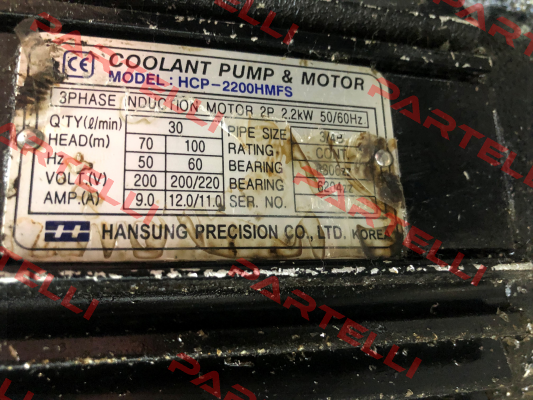 CE COOLANT PUMP & MOTOR
MODEL: HCP-2200HMFS
3PHASE INDUCTION MOTOR 2P 2.2kW 50/60Hz
Q'TY(ℓ/min) 30 PIPE SIZE
HEAD(m) 70 100 RATING CONT.
Hz 50 60 BEARING
VOLT.(V) 200 200/220 BEARING 6204ZZ
AMP.(A) 9.0 12.0/11.0 SER. NO.
HANSUNG PRECISION CO., LTD. KOREA
PARTELLI